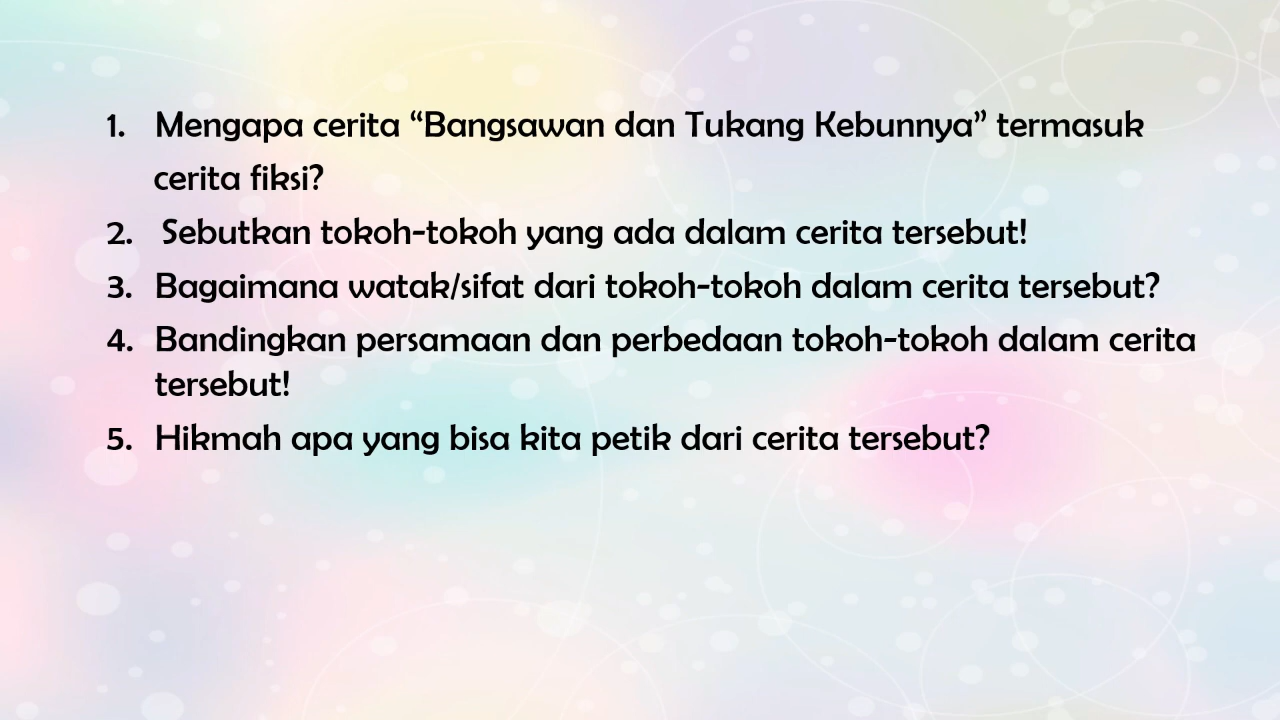 1. Mengapa cerita “Bangsawan dan Tukang Kebunnya” termasuk
cerita fiksi?
2. Sebutkan tokoh-tokoh yang ada dalam cerita tersebut!
3. Bagaimana watak/sifat dari tokoh-tokoh dalam cerita tersebut?
4. Bandingkan persamaan dan perbedaan tokoh-tokoh dalam cerita
tersebut!
5. Hikmah apa yang bisa kita petik dari cerita tersebut?